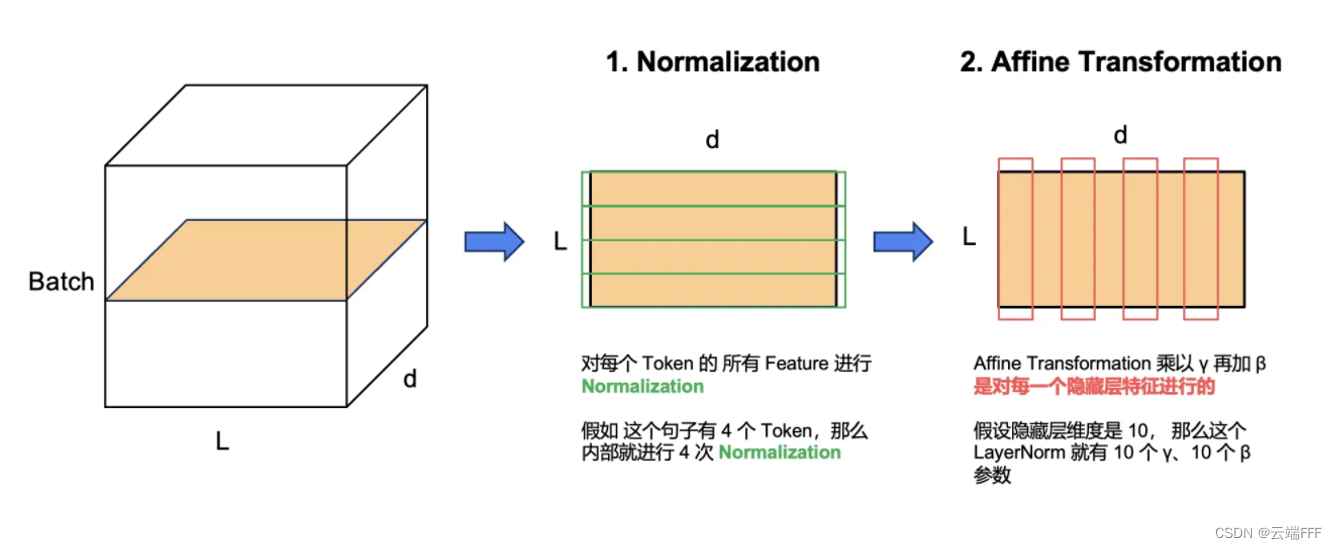 1. Normalization
2. Affine Transformation
d
d
L
L
Batch
d
L
对每个 Token 的 所有 Feature 进行
Normalization
假如 这个句子有 4 个 Token，那么
内部就进行 4 次 Normalization
Affine Transformation 乘以 γ 再加 β
是对每一个隐藏层特征进行的
假设隐藏层维度是 10， 那么这个
LayerNorm 就有 10 个 γ、10 个 β
参数
CSDN @云端FFF